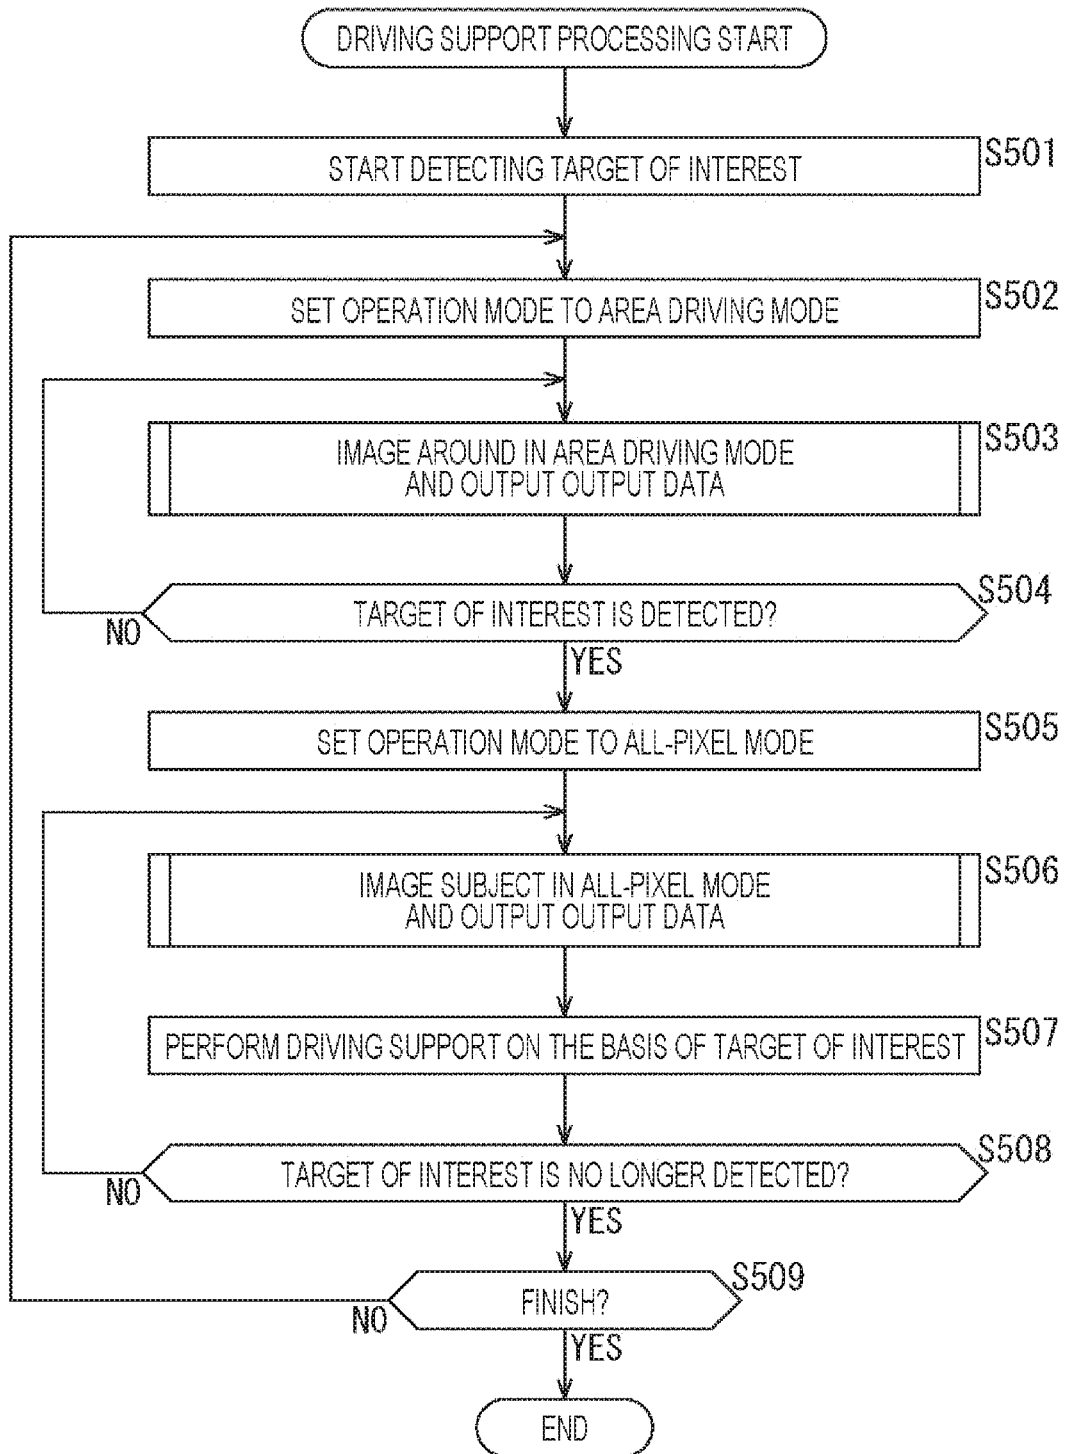 DRIVING SUPPORT PROCESSING START
START DETECTING TARGET OF INTEREST
S501
SET OPERATION MODE TO AREA DRIVING MODE
S502
IMAGE AROUND IN AREA DRIVING MODE
AND OUTPUT OUTPUT DATA
S503
TARGET OF INTEREST IS DETECTED?
S504
NO
YES
SET OPERATION MODE TO ALL-PIXEL MODE
S505
IMAGE SUBJECT IN ALL-PIXEL MODE
AND OUTPUT OUTPUT DATA
S506
PERFORM DRIVING SUPPORT ON THE BASIS OF TARGET OF INTEREST
S507
TARGET OF INTEREST IS NO LONGER DETECTED?
S508
NO
YES
FINISH?
S509
NO
YES
END